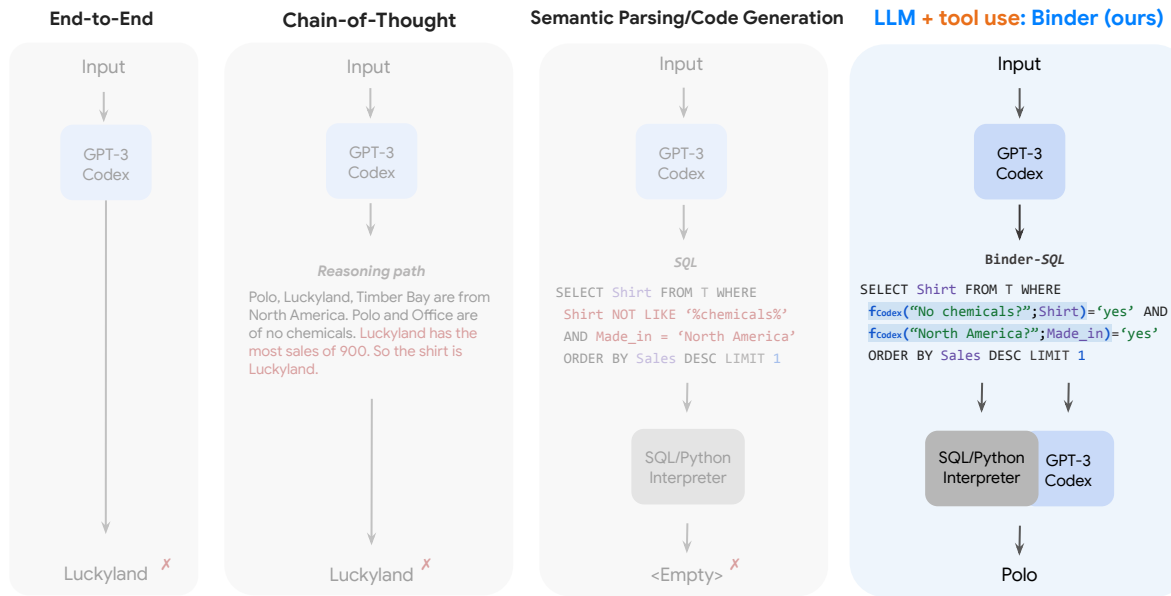 End-to-End
Input
GPT-3
Codex
Luckyland ✗
Chain-of-Thought
Input
GPT-3
Codex
Reasoning path
Polo, Luckyland, Timber Bay are from
North America. Polo and Office are
of no chemicals. Luckyland has the
most sales of 900. So the shirt is
Luckyland.
Luckyland ✗
Semantic Parsing/Code Generation
Input
GPT-3
Codex
SQL
SELECT Shirt FROM T WHERE
Shirt NOT LIKE ‘%chemicals%’
AND Made_in = ‘North America’
ORDER BY Sales DESC LIMIT 1
SQL/Python
Interpreter
<Empty> ✗
LLM + tool use: Binder (ours)
Input
GPT-3
Codex
Binder-SQL
SELECT Shirt FROM T WHERE
fCodex(“No chemicals?”;Shirt)=‘yes’ AND
fCodex(“North America?”;Made_in)=‘yes’
ORDER BY Sales DESC LIMIT 1
SQL/Python
Interpreter
GPT-3
Codex
Polo